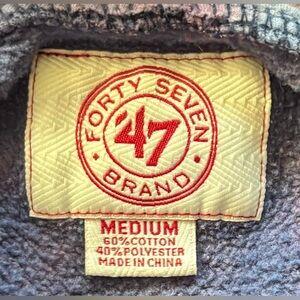 FORTY SEVEN
'47
• BRAND •
MEDIUM
60% COTTON
40% POLYESTER
MADE IN CHINA